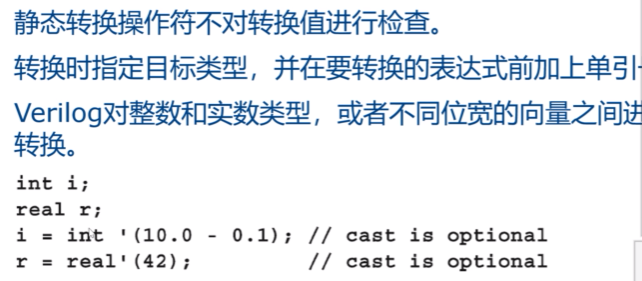 静态转换操作符不对转换值进行检查。
转换时指定目标类型，并在要转换的表达式前加上单引
Verilog对整数和实数类型，或者不同位宽的向量之间进
转换。
int i;
real r;
i = int '(10.0 - 0.1); // cast is optional
r = real'(42);         // cast is optional